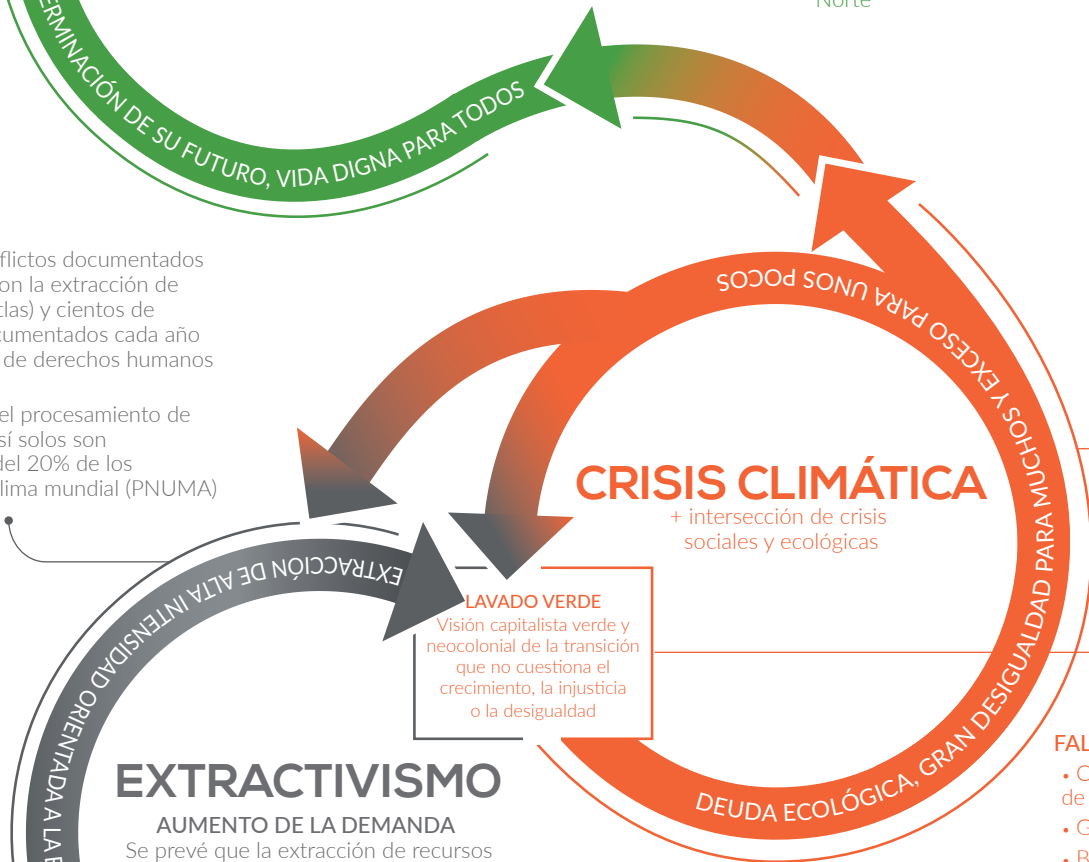 Norte
ERMINACIÓN DE SU FUTURO, VIDA DIGNA PARA TODOS
flictos documentados
on la extracción de
tlas) y cientos de
cumentados cada año
de derechos humanos
el procesamiento de
sí solos son
del 20% de los
lima mundial (PNUMA)
DEUDA ECOLÓGICA, GRAN DESIGUALDAD PARA MUCHOS Y EXCESO PARA UNOS POCOS
CRISIS CLIMÁTICA
+ intersección de crisis
sociales y ecológicas
EXTRACCIÓN DE ALTA INTENSIDAD ORIENTADA A LA E
LAVADO VERDE
Visión capitalista verde y
neocolonial de la transición
que no cuestiona el
crecimiento, la injusticia
o la desigualdad
FAL
• C
de
• G
• B
EXTRACTIVISMO
AUMENTO DE LA DEMANDA
Se prevé que la extracción de recursos